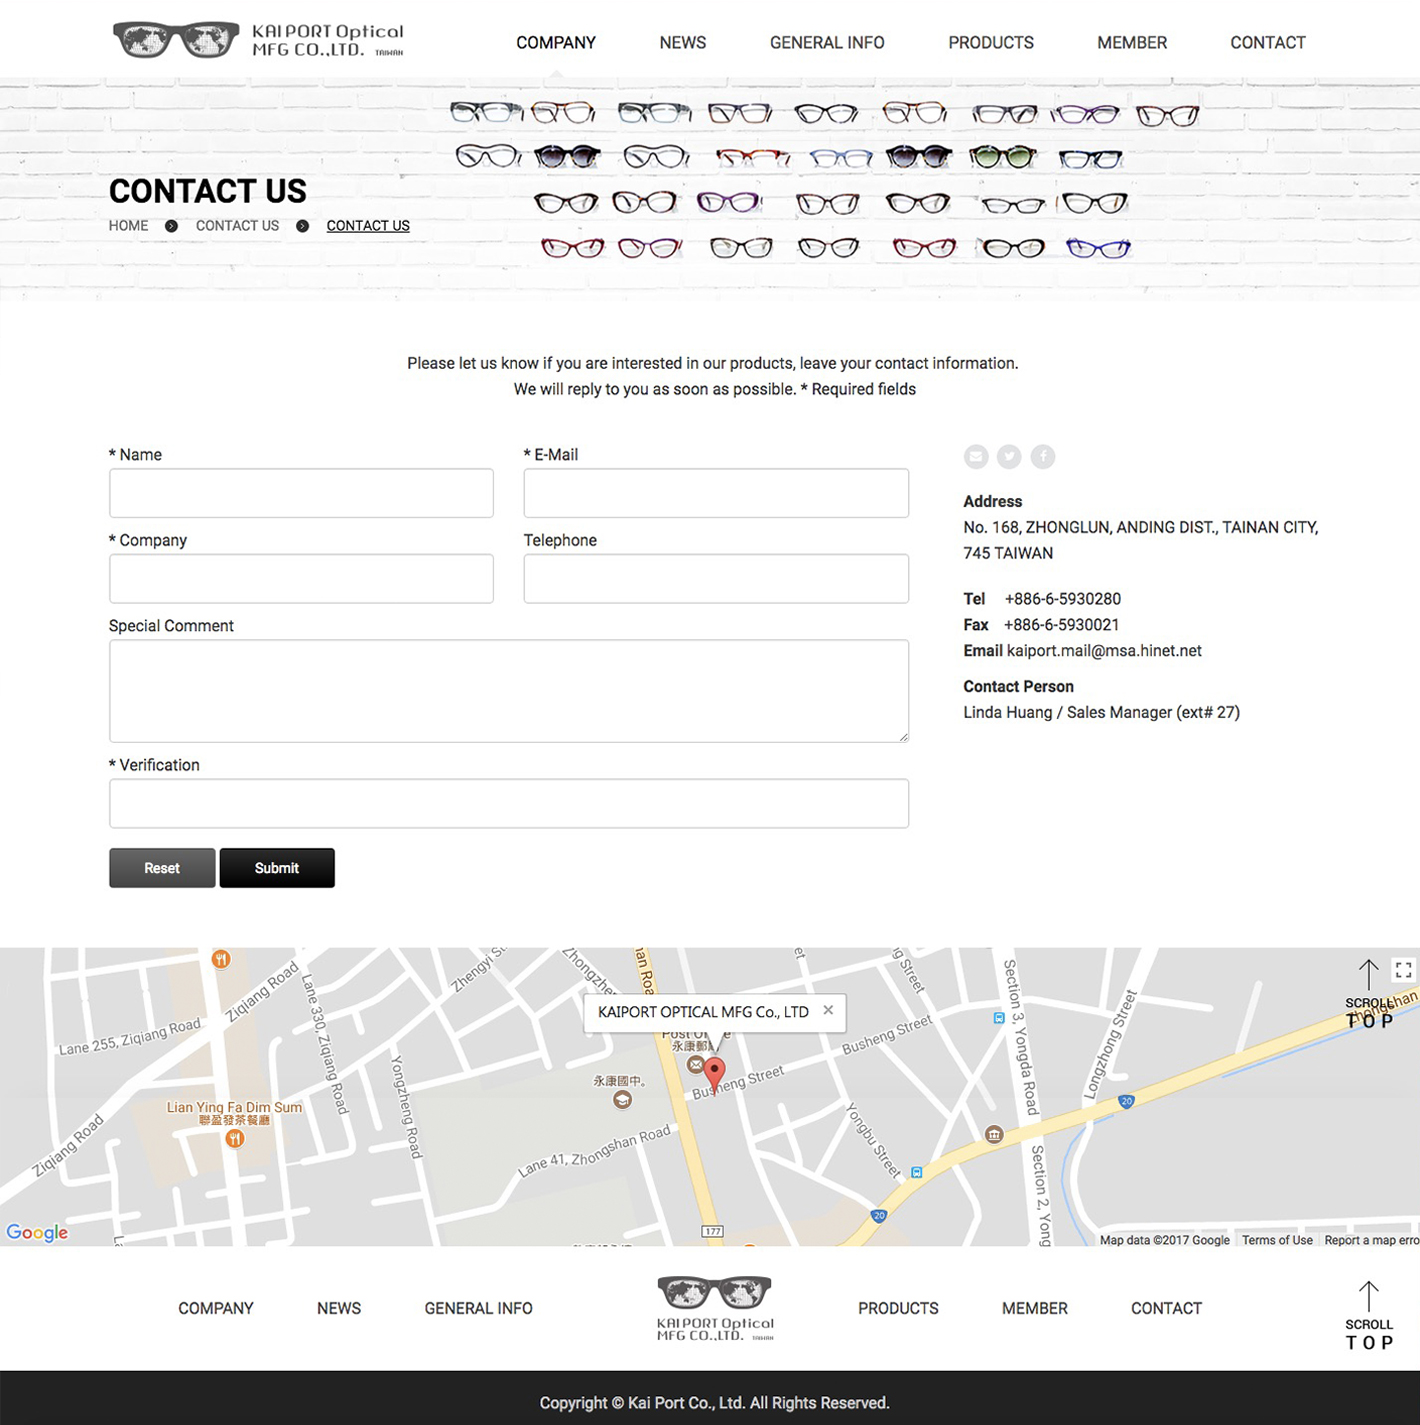 KAIPORT Optical
MFG CO.,LTD. TAIWAN
COMPANY NEWS GENERAL INFO PRODUCTS MEMBER CONTACT
CONTACT US
HOME CONTACT US CONTACT US
Please let us know if you are interested in our products, leave your contact information.
We will reply to you as soon as possible. * Required fields
* Name * E-Mail
* Company Telephone
Special Comment
* Verification
Reset Submit
Address
No. 168, ZHONGLUN, ANDING DIST., TAINAN CITY,
745 TAIWAN
Tel +886-6-5930280
Fax +886-6-5930021
Email kaiport.mail@msa.hinet.net
Contact Person
Linda Huang / Sales Manager (ext# 27)
KAIPORT OPTICAL MFG Co., LTD ×
Post Office
永康郵局
永康國中。
Lian Ying Fa Dim Sum
聯盈發茶餐廳
Lane 255, Ziqiang Road
Ziqiang Road
Ziqiang Road
Lane 330, Ziqiang Road
Zhengyi St
Yongzheng Road
Zhongzhe
han Road
Lane 41, Zhongshan Road
Busheng Street
Busheng Street
ng Street
Yongbu Street
Section 3, Yongda Road
Section 2, Yong
Longzhong Street
Zhongshan
20
20
177
SCROLL
TOP
Google
Map data ©2017 Google Terms of Use Report a map erro
COMPANY NEWS GENERAL INFO
KAIPORT Optical
MFG CO.,LTD. TAIWAN
PRODUCTS MEMBER CONTACT
SCROLL
TOP
Copyright © Kai Port Co., Ltd. All Rights Reserved.